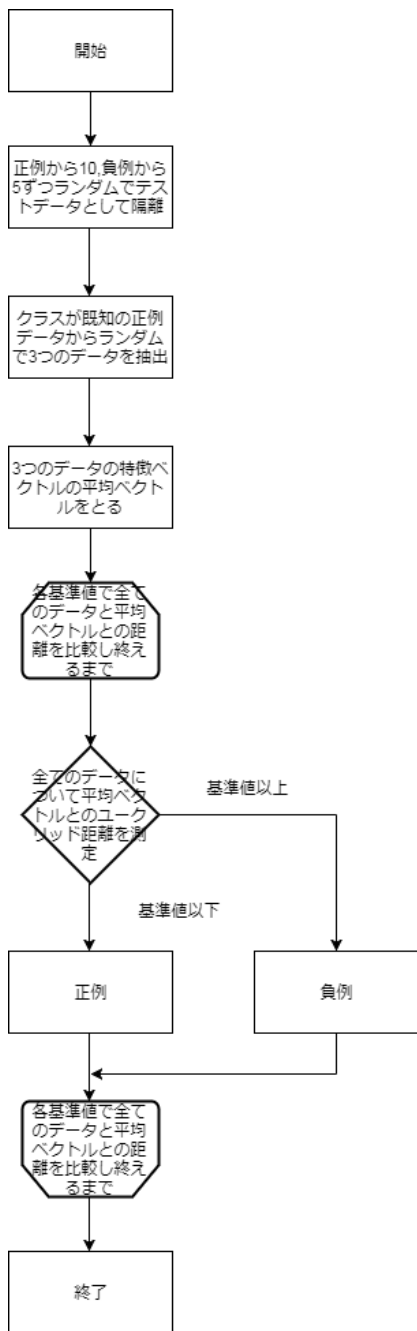 開始
正例から10,負例から
5ずつランダムでテス
トデータとして隔離
クラスが既知の正例
データからランダム
で3つのデータを抽出
3つのデータの特徴ベ
クトルの平均ベクト
ルをとる
各基準値で全て
のデータと平均
ベクトルとの距
離を比較し終え
るまで
全てのデータに
ついて平均ベク
トルとのユーク
リッド距離を測
定
基準値以上
基準値以下
正例
負例
各基準値で全て
のデータと平均
ベクトルとの距
離を比較し終え
るまで
終了